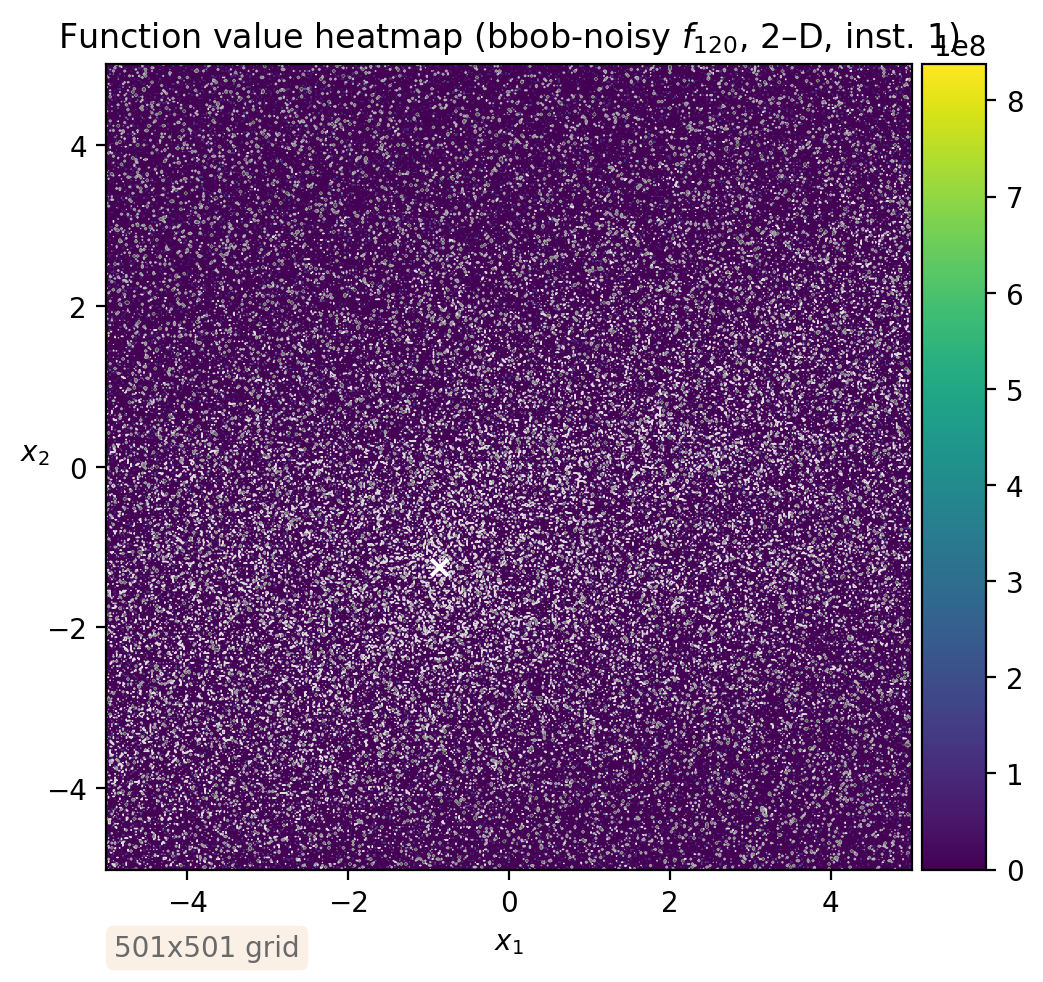 Function value heatmap (bbob-noisy f120, 2–D, inst. 1)
1e8
8
7
6
5
4
3
2
1
0
4
2
0
−2
−4
x2
−4 −2 0 2 4
x1
501x501 grid